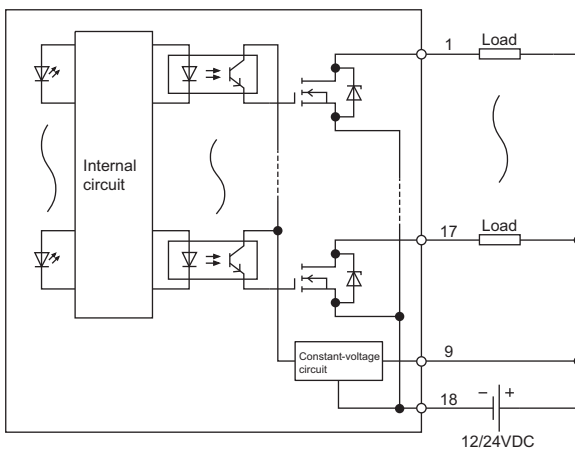 1
Load
Internal
circuit
17
Load
Constant-voltage
circuit
9
18
− +
12/24VDC